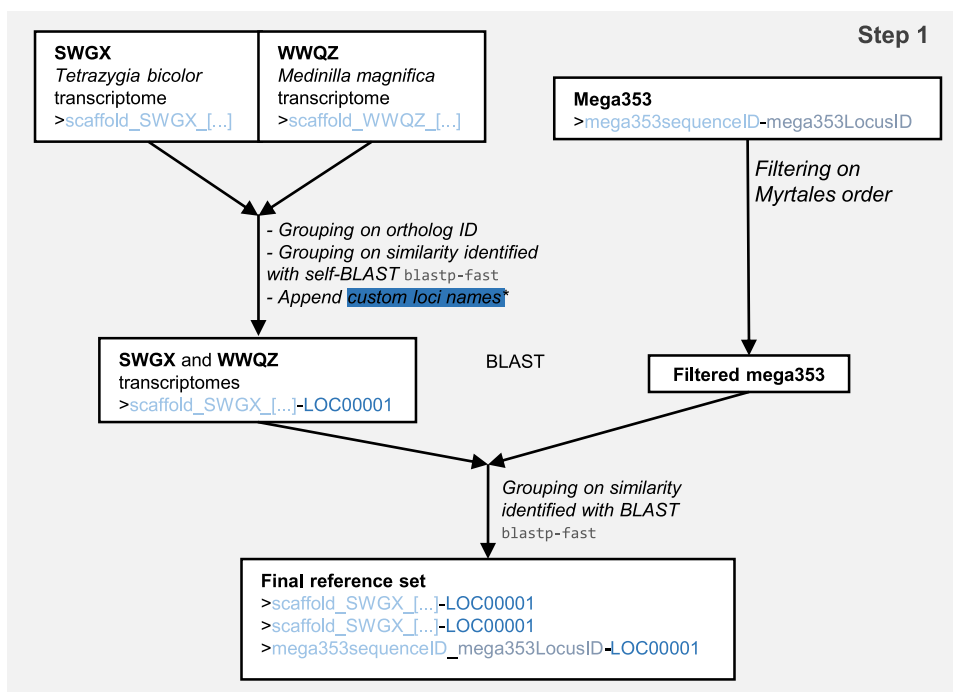 Step 1
SWGX
Tetrazygia bicolor
transcriptome
>scaffold_SWGX_[...]
WWQZ
Medinilla magnifica
transcriptome
>scaffold_WWQZ_[...]
Mega353
>mega353sequenceID-mega353LocusID
Filtering on
Myrtales order
- Grouping on ortholog ID
- Grouping on similarity identified
with self-BLAST blastp-fast
- Append custom loci names*
SWGX and WWQZ
transcriptomes
>scaffold_SWGX_[...]-LOC00001
BLAST
Filtered mega353
Grouping on similarity
identified with BLAST
blastp-fast
Final reference set
>scaffold_SWGX_[...]-LOC00001
>scaffold_SWGX_[...]-LOC00001
>mega353sequenceID_mega353LocusID-LOC00001